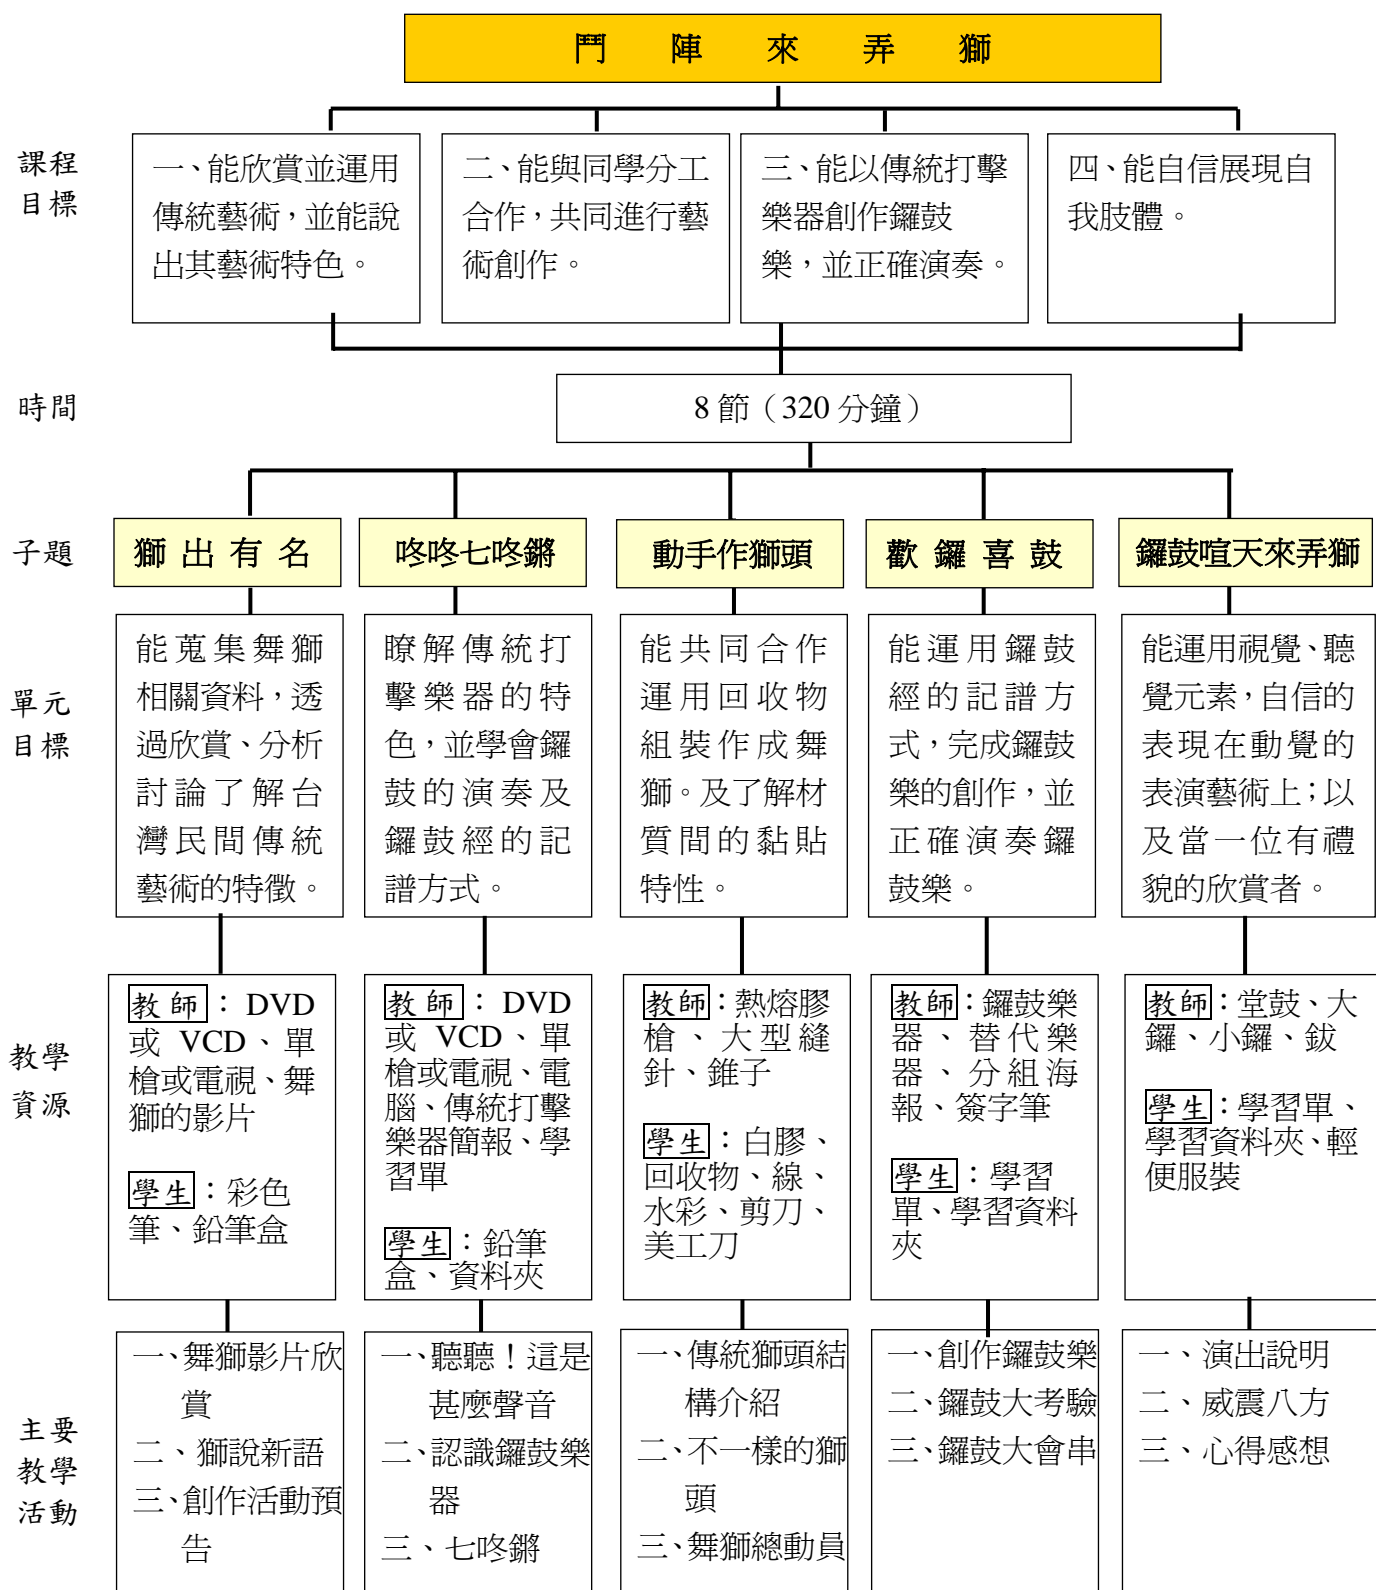 鬥陣來弄獅
課程
目標
一、能欣賞並運用
傳統藝術，並能說
出其藝術特色。
二、能與同學分工
合作，共同進行藝
術創作。
三、能以傳統打擊
樂器創作鑼鼓
樂，並正確演奏。
四、能自信展現自
我肢體。
時間
8 節（320 分鐘）
子題
獅出有名
咚咚七咚鏘
動手作獅頭
歡鑼喜鼓
鑼鼓喧天來弄獅
單元
目標
能蒐集舞獅
相關資料，透
過欣賞、分析
討論了解台
灣民間傳統
藝術的特徵。
瞭解傳統打
擊樂器的特
色，並學會鑼
鼓的演奏及
鑼鼓經的記
譜方式。
能共同合作
運用回收物
組裝作成舞
獅。及了解材
質間的黏貼
特性。
能運用鑼鼓
經的記譜方
式，完成鑼鼓
樂的創作，並
正確演奏鑼
鼓樂。
能運用視覺、聽
覺元素，自信的
表現在動覺的
表演藝術上；以
及當一位有禮
貌的欣賞者。
教學
資源
教師：DVD
或 VCD、單
槍或電視、舞
獅的影片
學生：彩色
筆、鉛筆盒
教師：DVD
或 VCD、單
槍或電視、電
腦、傳統打擊
樂器簡報、學
習單
學生：鉛筆
盒、資料夾
教師：熱熔膠
槍、大型縫
針、錐子
學生：白膠、
回收物、線、
水彩、剪刀、
美工刀
教師：鑼鼓樂
器、替代樂
器、分組海
報、簽字筆
學生：學習
單、學習資料
夾
教師：堂鼓、大
鑼、小鑼、鈸
學生：學習單、
學習資料夾、輕
便服裝
主要
教學
活動
一、舞獅影片欣
賞
二、獅說新語
三、創作活動預
告
一、聽聽！這是
甚麼聲音
二、認識鑼鼓樂
器
三、七咚鏘
一、傳統獅頭結
構介紹
二、不一樣的獅
頭
三、舞獅總動員
一、創作鑼鼓樂
二、鑼鼓大考驗
三、鑼鼓大會串
一、演出說明
二、威震八方
三、心得感想